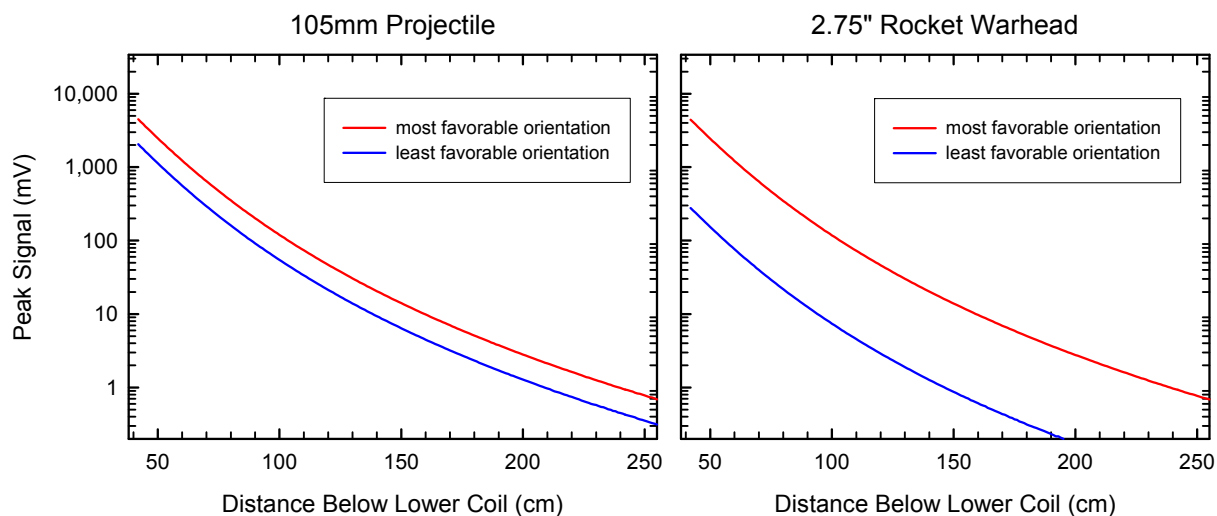 105mm Projectile
2.75" Rocket Warhead
Peak Signal (mV)
10,000
1,000
100
10
1
most favorable orientation
least favorable orientation
most favorable orientation
least favorable orientation
50 100 150 200 250
50 100 150 200 250
Distance Below Lower Coil (cm)
Distance Below Lower Coil (cm)